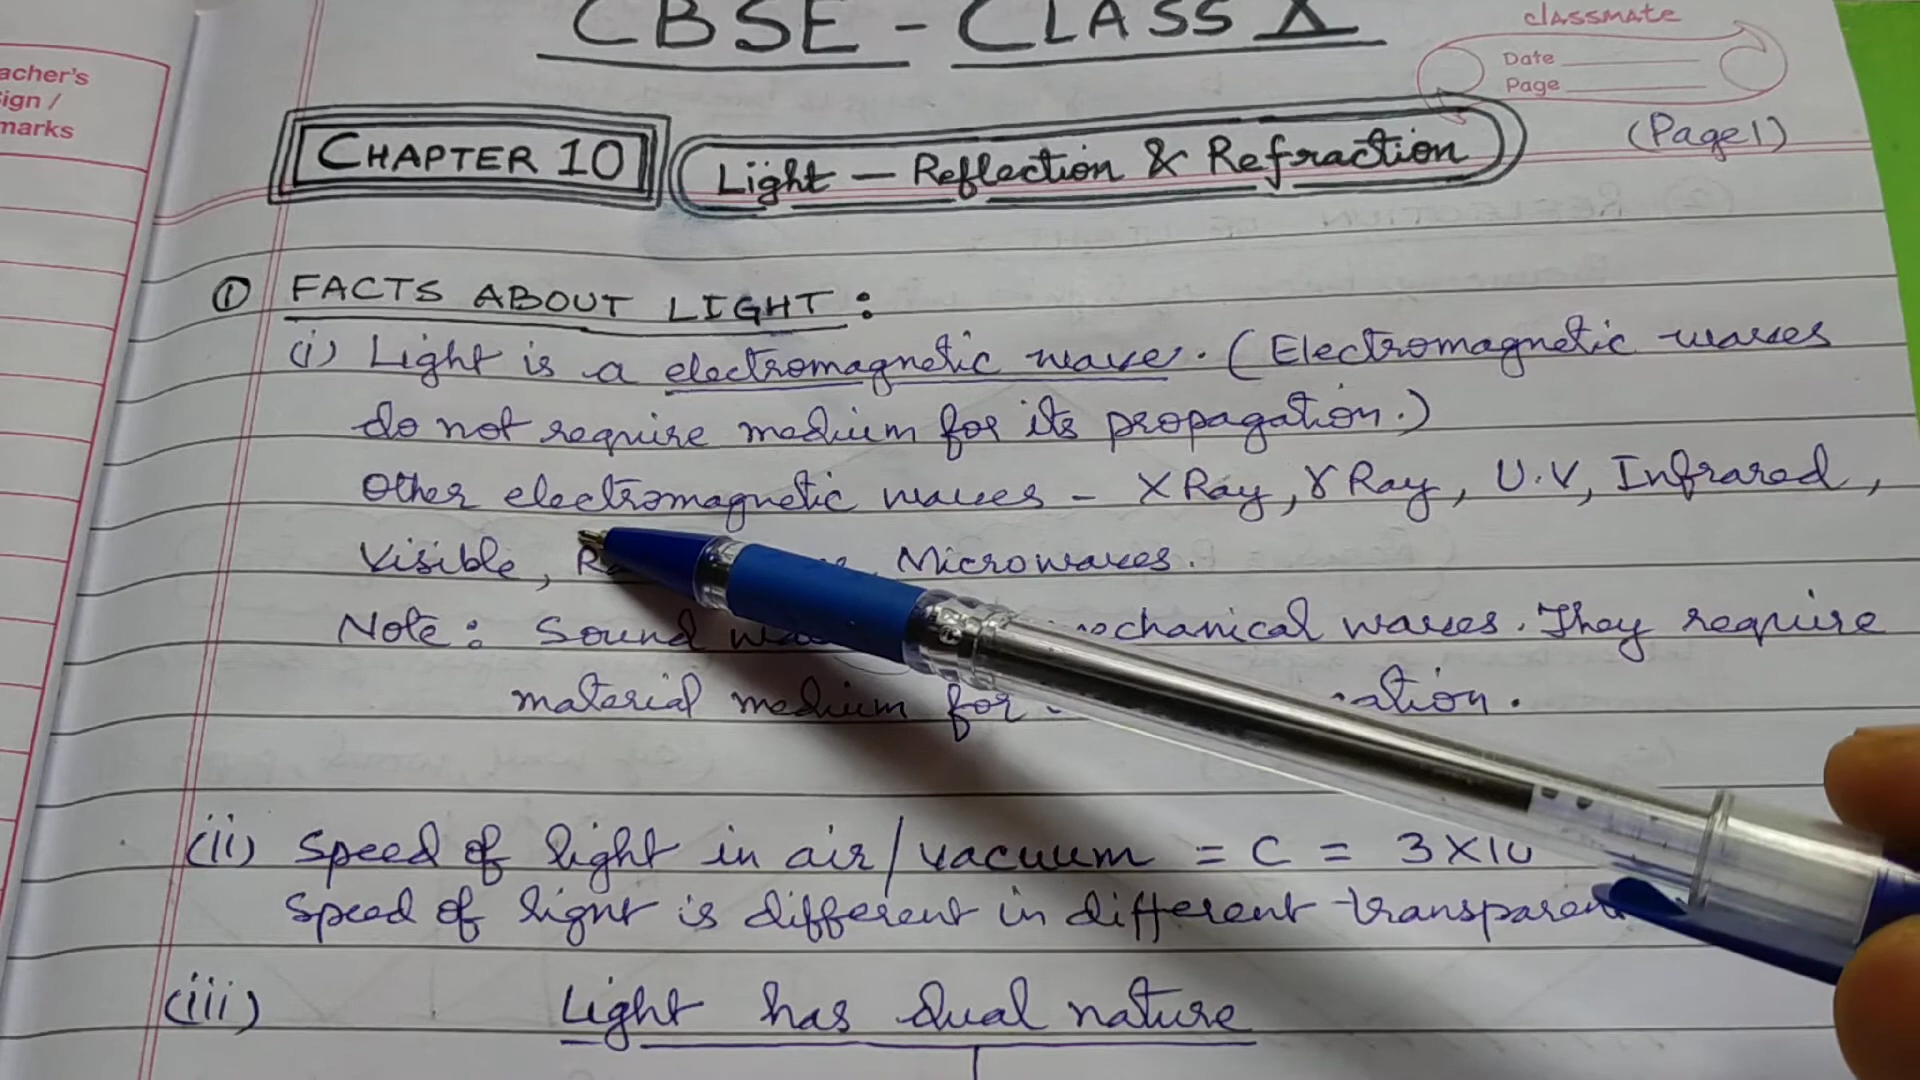 CBSE - CLASS X
classmate
Date
Page
(Page 1)
acher's
ign /
marks
CHAPTER 10
Light — Reflection & Refraction
① FACTS ABOUT LIGHT :
(i) Light is a electromagnetic wave. (Electromagnetic waves
do not require medium for its propagation.)
Other electromagnetic waves - X Ray, γ Ray, U.V, Infrared,
Visible, Microwaves.
Note: Sound mechanical waves. They require
material medium for
(ii) Speed of light in air/vacuum = C = 3 X 10
Speed of light is different in different transparent
(iii) Light has dual nature